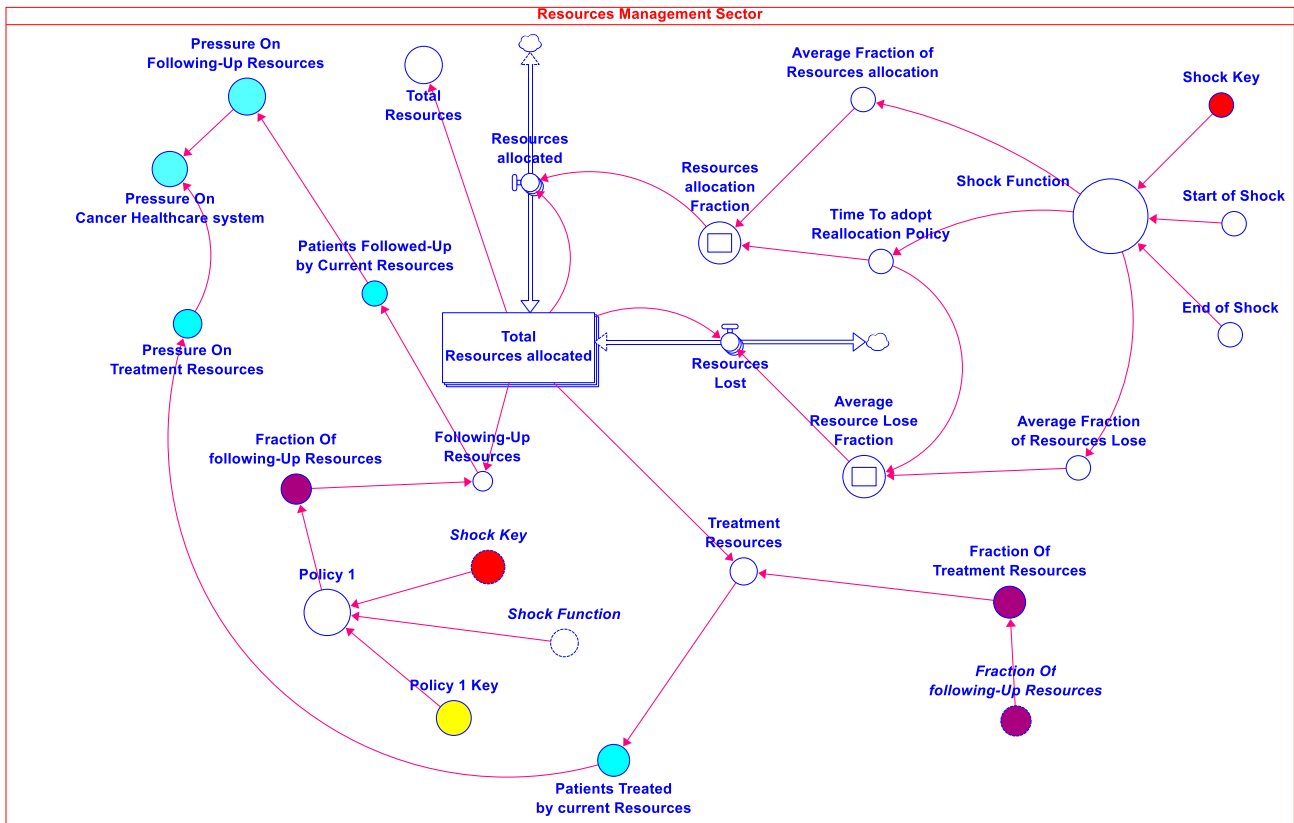 Resources Management Sector
Pressure On
Following-Up Resources
Total
Resources
Average Fraction of
Resources allocation
Shock Key
Resources
allocated
Resources
allocation
Fraction
Shock Function
Start of Shock
Pressure On
Cancer Healthcare system
Time To adopt
Reallocation Policy
Patients Followed-Up
by Current Resources
End of Shock
Total
Resources allocated
Pressure On
Treatment Resources
Resources
Lost
Average
Resource Lose
Fraction
Average Fraction
of Resources Lose
Fraction Of
following-Up Resources
Following-Up
Resources
Shock Key
Treatment
Resources
Fraction Of
Treatment Resources
Policy 1
Shock Function
Fraction Of
following-Up Resources
Policy 1 Key
Patients Treated
by current Resources